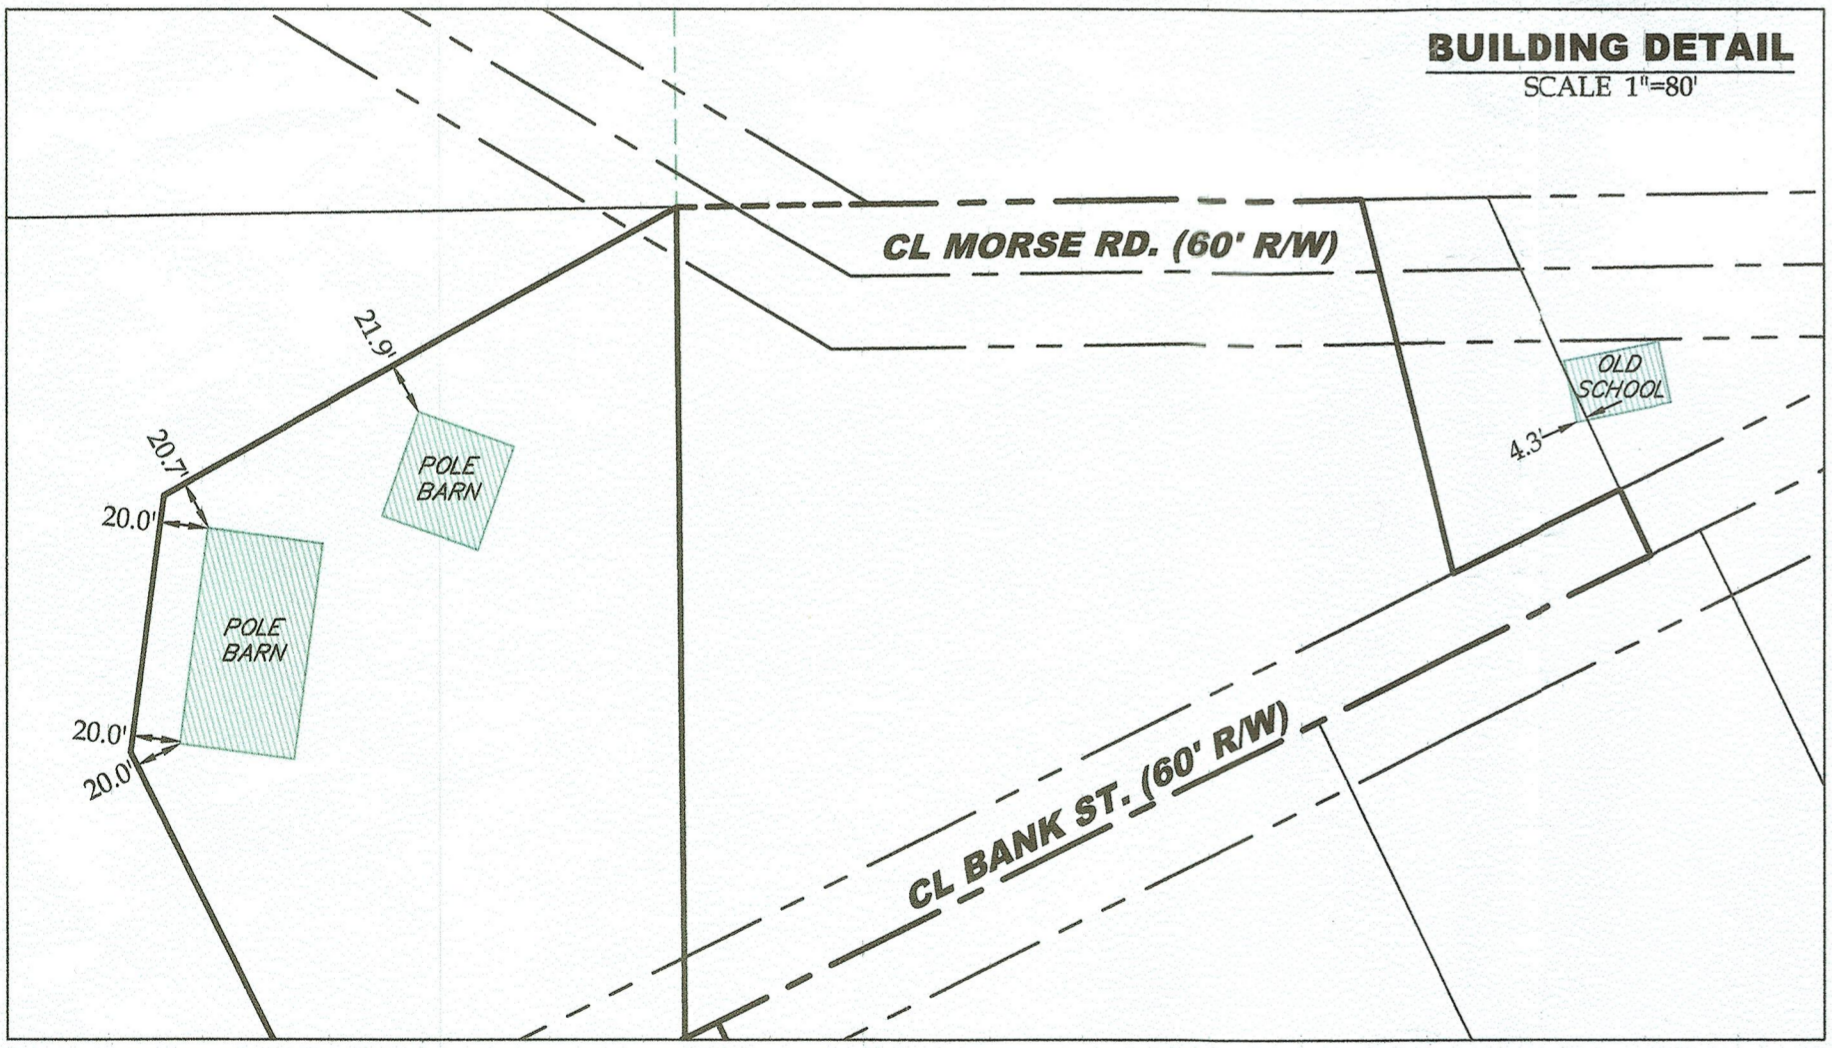 BUILDING DETAIL
SCALE 1"=80'
CL MORSE RD. (60' R/W)
21.9'
OLD
SCHOOL
4.3'
20.7'
POLE
BARN
20.0'
POLE
BARN
20.0'
20.0'
CL BANK ST. (60' R/W)